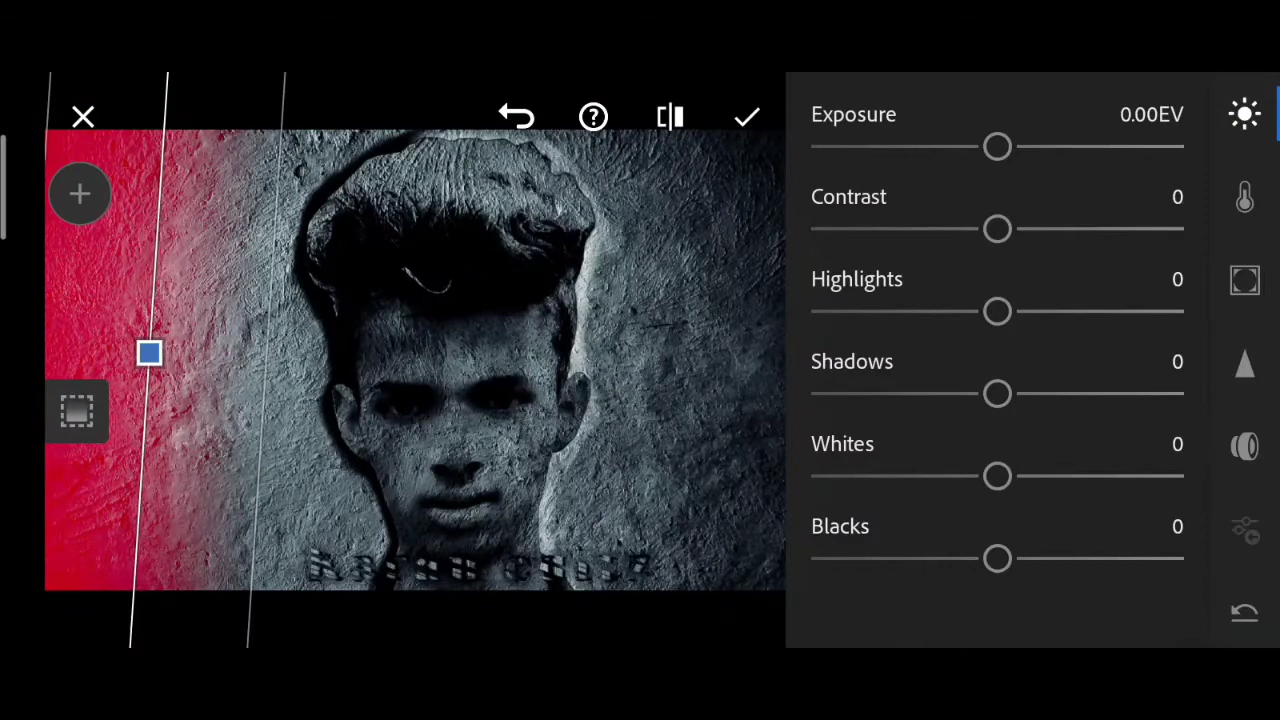 Exposure 0.00EV
Contrast 0
Highlights 0
Shadows 0
Whites 0
Blacks 0